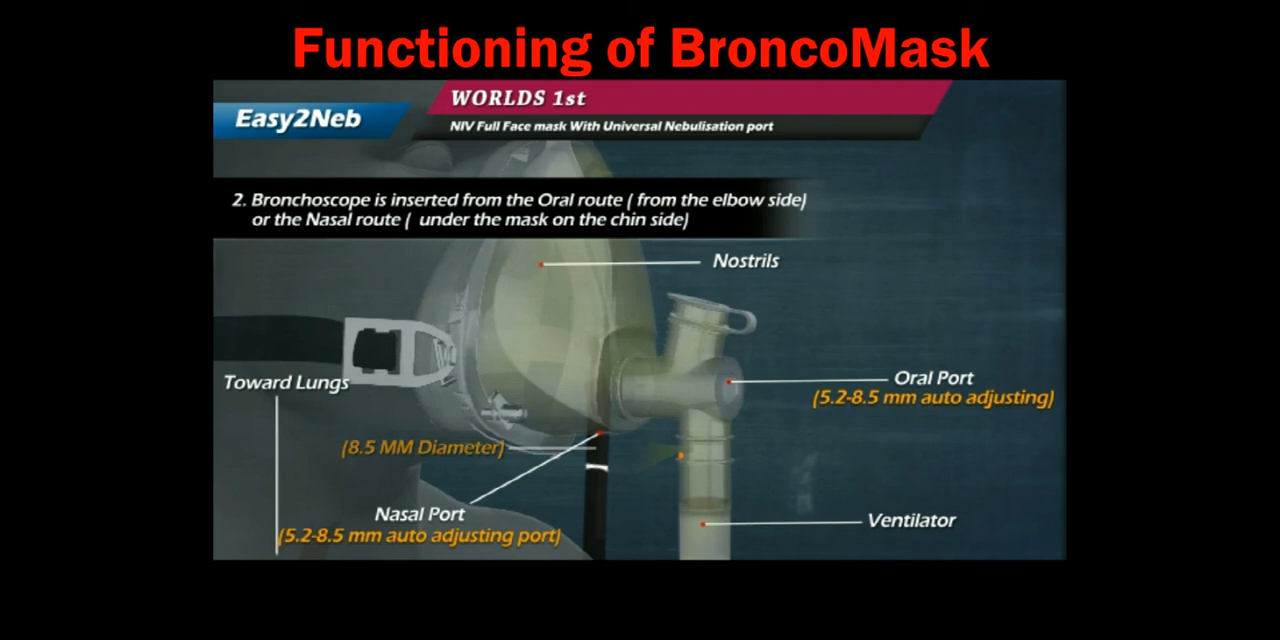 Functioning of BroncoMask
Easy2Neb
WORLDS 1st
NIV Full Face mask With Universal Nebulisation port
2. Bronchoscope is inserted from the Oral route ( from the elbow side)
or the Nasal route ( under the mask on the chin side)
Nostrils
Toward Lungs
Oral Port
(5.2-8.5 mm auto adjusting)
(8.5 MM Diameter)
Nasal Port
(5.2-8.5 mm auto adjusting port)
Ventilator